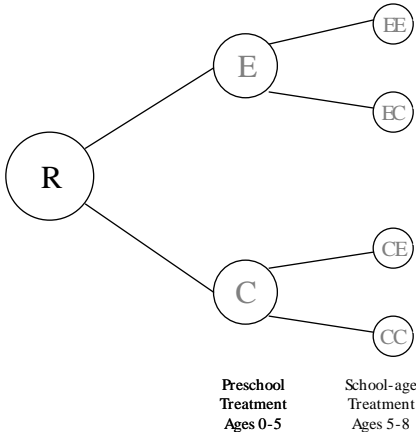 EE
E
EC
R
CE
C
CC
Preschool School-age
Treatment Treatment
Ages 0-5 Ages 5-8